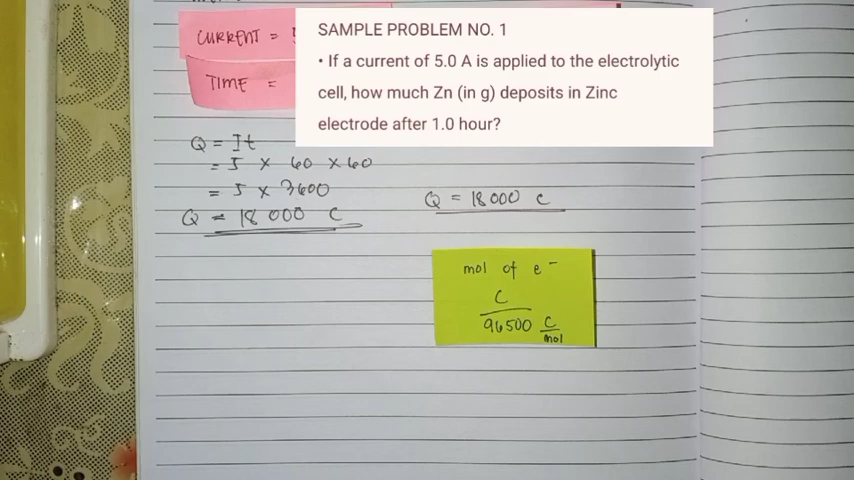 CURRENT =
TIME =
SAMPLE PROBLEM NO. 1
• If a current of 5.0 A is applied to the electrolytic
cell, how much Zn (in g) deposits in Zinc
electrode after 1.0 hour?
Q = It
= 5 × 60 × 60
= 5 × 3600
Q = 18 000 C
Q = 18 000 C
mol of e⁻
C
96500 C
mol